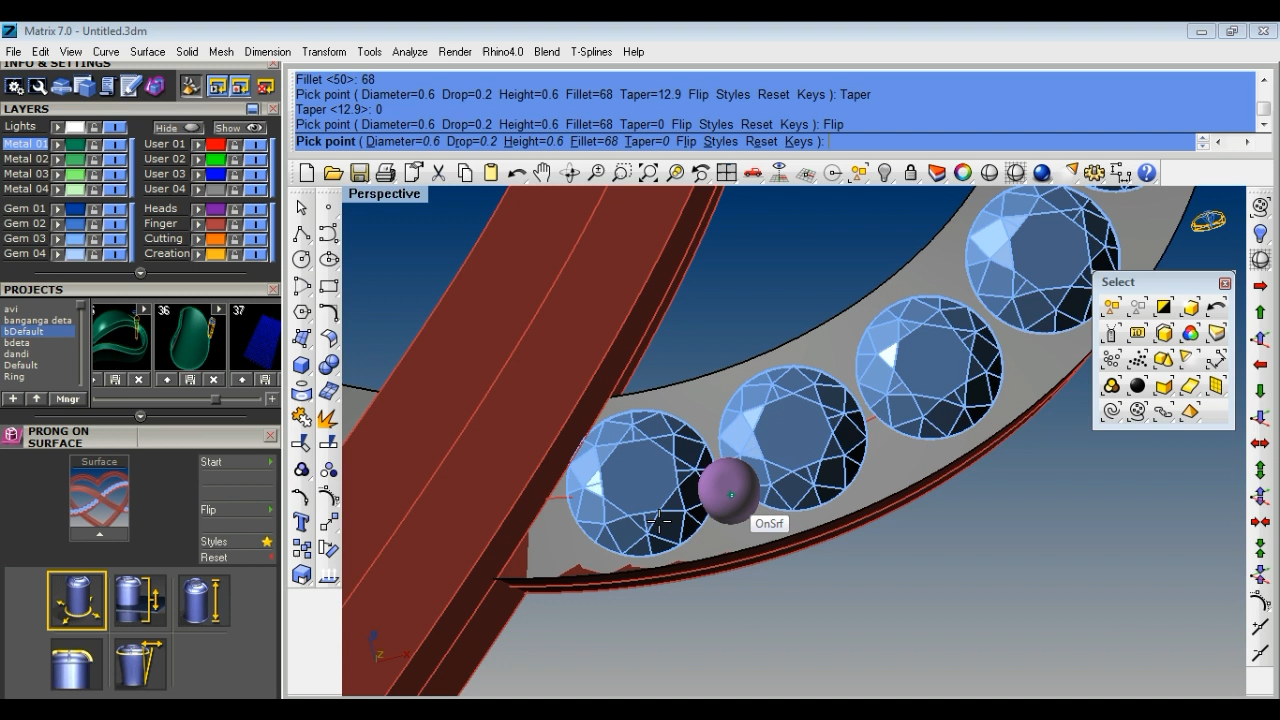 Matrix 7.0 - Untitled.3dm
File Edit View Curve Surface Solid Mesh Dimension Transform Tools Analyze Render Rhino4.0 Blend T-Splines Help
INFO & SETTINGS
Fillet <50>: 68
Pick point ( Diameter=0.6 Drop=0.2 Height=0.6 Fillet=68 Taper=12.9 Flip Styles Reset Keys ): Taper
Taper <12.9>: 0
Pick point ( Diameter=0.6 Drop=0.2 Height=0.6 Fillet=68 Taper=0 Flip Styles Reset Keys ): Flip
Pick point ( Diameter=0.6 Drop=0.2 Height=0.6 Fillet=68 Taper=0 Flip Styles Reset Keys ):
LAYERS
Lights Hide Show
Metal 01 User 01
Metal 02 User 02
Metal 03 User 03
Metal 04 User 04
Gem 01 Heads
Gem 02 Finger
Gem 03 Cutting
Gem 04 Creation
PROJECTS
avi
banganga deta
bDefault
bdeta
dandi
Default
Ring
36 37
Mngr
PRONG ON
SURFACE
Surface
Start
Flip
Styles
Reset
Perspective
Select
OnSrf
z
x